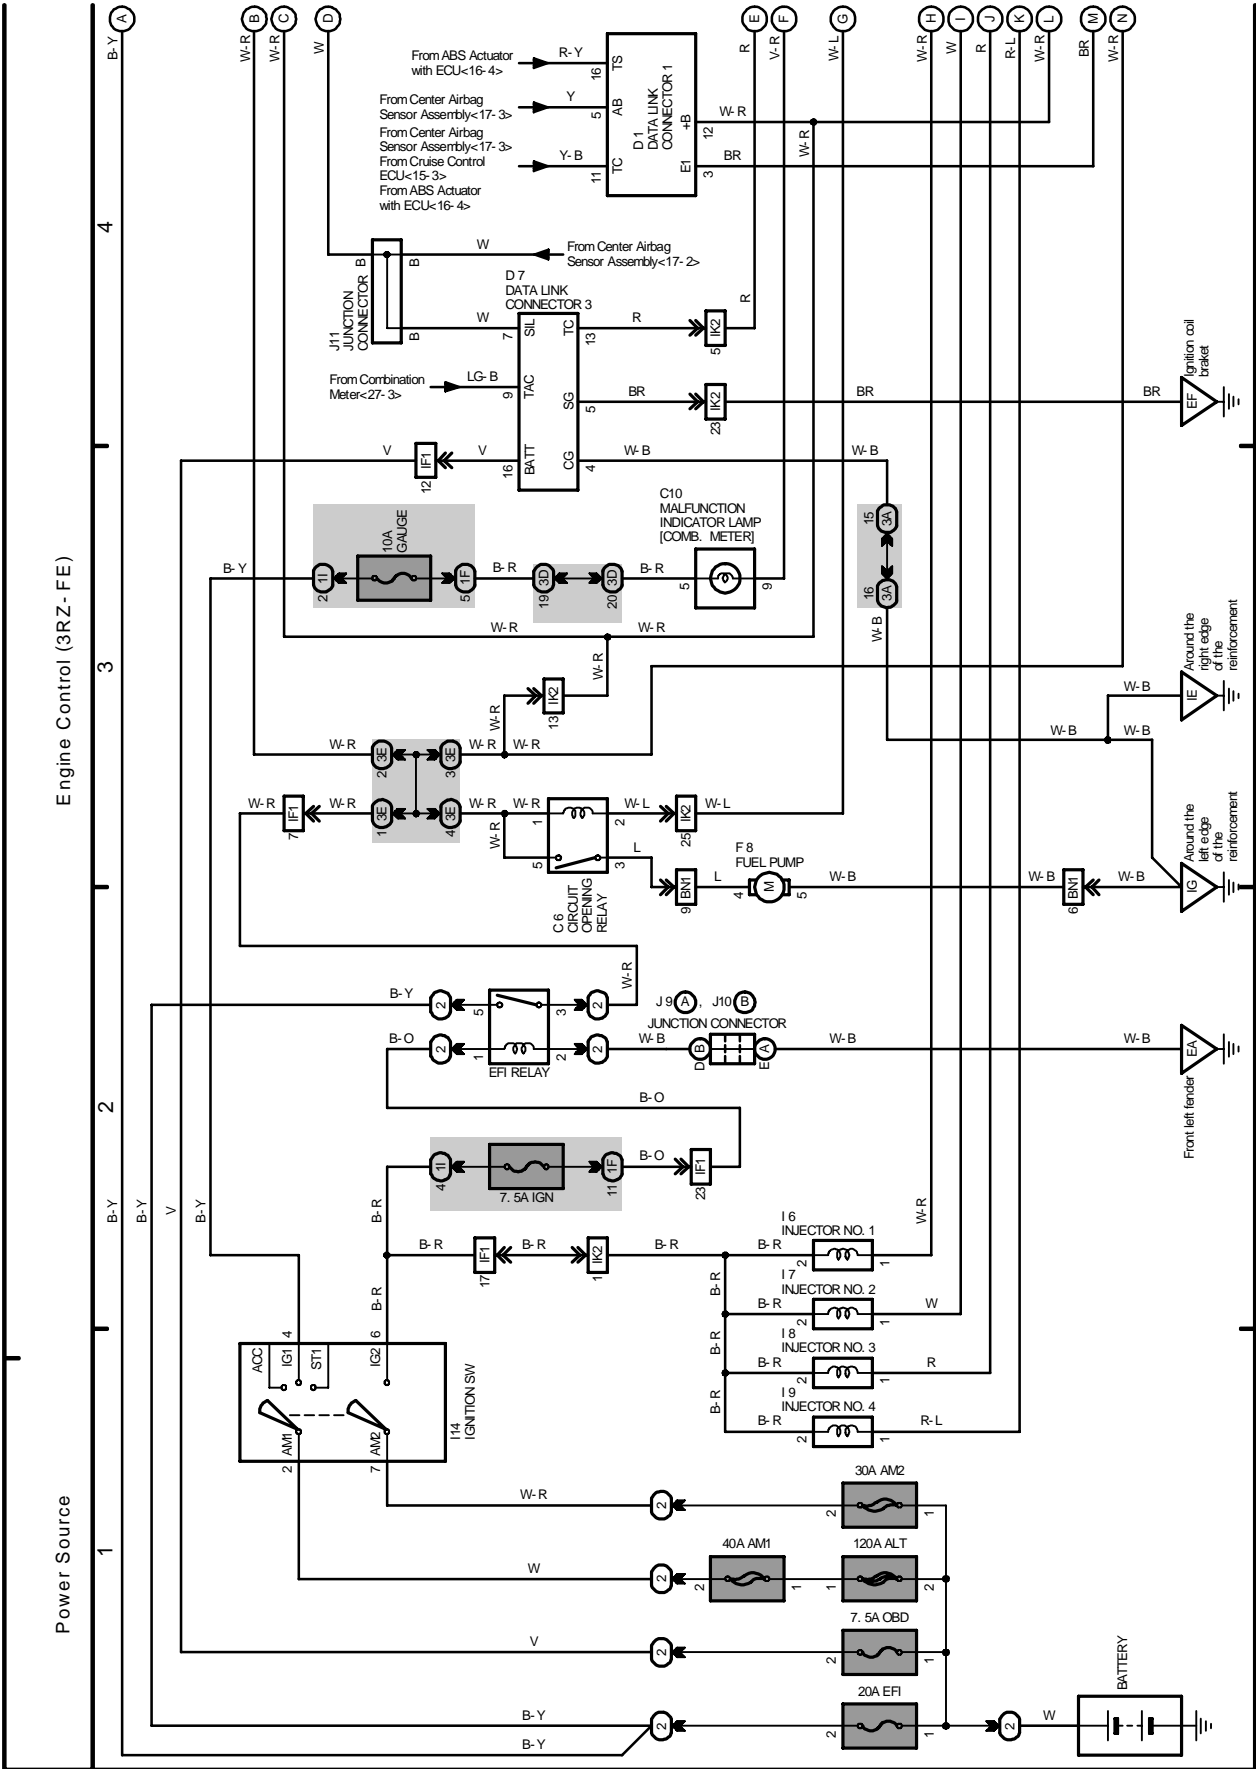 Power Source
Engine Control (3RZ-FE)
1
2
3
4
A
B-Y
B
W-R
C
W-R
D
W
E
R
F
V-R
G
W-L
H
W-R
I
W
J
R
K
R-L
L
W-R
M
BR
N
W-R
From ABS Actuator
with ECU<16-4>
R-Y
16
TS
From Center Airbag
Sensor Assembly<17-3>
Y
5
AB
From Center Airbag
Sensor Assembly<17-3>
From Cruise Control
ECU<15-3>
From ABS Actuator
with ECU<16-4>
Y-B
11
TC
D 1
DATA LINK
CONNECTOR 1
+B
12
W-R
W-R
E1
3
BR
J11
JUNCTION
CONNECTOR
B
B
B
W
From Center Airbag
Sensor Assembly<17-2>
W
D 7
DATA LINK
CONNECTOR 3
7
SIL
TC
13
R
5
IK2
R
From Combination
Meter<27-3>
LG-B
9
TAC
SG
5
BR
23
IK2
BR
BR
EF
Ignition coil
braket
V
12
IF1
V
16
BATT
CG
4
W-B
W-B
15
3A
16
3A
W-B
10A
GAUGE
B-Y
2
1I
5
1F
B-R
19
3D
20
3D
B-R
C10
MALFUNCTION
INDICATOR LAMP
[COMB. METER]
5
9
W-R
W-R
W-R
13
IK2
W-R
W-R
2
3E
3
3E
W-R
W-R
W-R
7
IF1
W-R
1
3E
4
3E
W-R
W-R
W-R
1
2
5
3
C 6
CIRCUIT
OPENING
RELAY
W-L
25
IK2
W-L
L
9
BN1
L
F 8
FUEL PUMP
4
M
5
W-B
W-B
6
BN1
W-B
IG
Around the
left edge
of the
reinforcement
W-B
W-B
W-B
IE
Around the
right edge
of the
reinforcement
B-Y
2
5
3
2
W-R
B-O
2
1
2
2
EFI RELAY
W-B
J 9 A, J10 B
JUNCTION CONNECTOR
D
B
E
A
W-B
W-B
EA
Front left fender
B-O
4
1I
7. 5A IGN
11
1F
B-O
23
IF1
B-Y
B-Y
V
B-Y
B-R
B-R
B-R
17
IF1
B-R
1
IK2
B-R
B-R
B-R
B-R
I 6
INJECTOR NO. 1
B-R
2
1
W-R
I 7
INJECTOR NO. 2
B-R
2
1
W
I 8
INJECTOR NO. 3
B-R
2
1
R
I 9
INJECTOR NO. 4
B-R
2
1
R-L
ACC
IG1
4
ST1
IG2
6
AM1
2
AM2
7
I14
IGNITION SW
W-R
2
30A AM2
2
1
W
2
40A AM1
2
1
120A ALT
1
2
V
2
7. 5A OBD
2
1
B-Y
B-Y
2
20A EFI
2
1
2
W
BATTERY